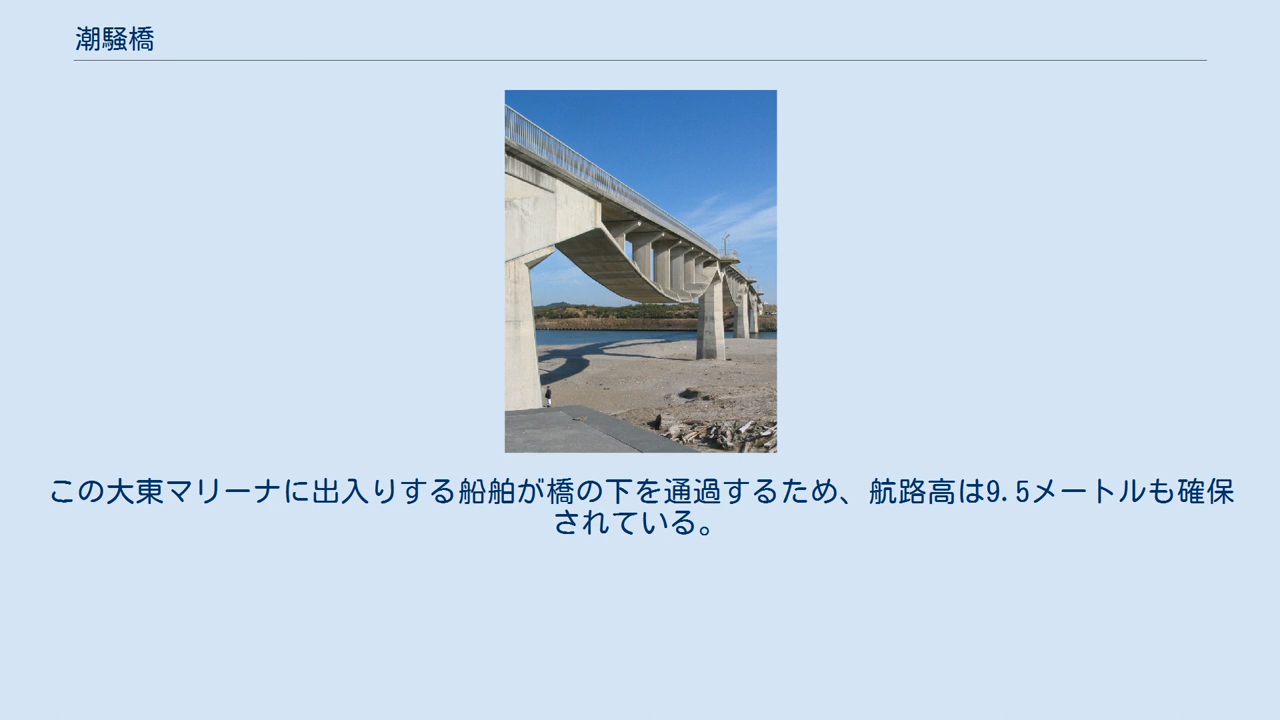 潮騒橋
この大東マリーナに出入りする船舶が橋の下を通過するため、航路高は9.5メートルも確保
されている。